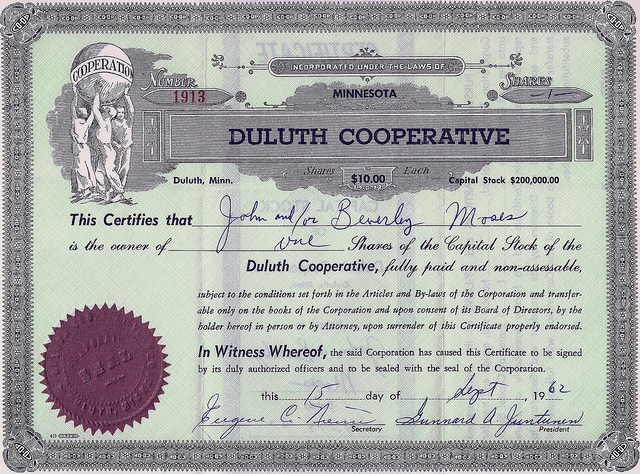 COOPERATION
INCORPORATED UNDER THE LAWS OF
NUMBER
1913
MINNESOTA
SHARES
-1-
DULUTH COOPERATIVE
Shares $10.00 Each
Duluth, Minn.
Capital Stock $200,000.00
This Certifies that John and/or Beverley Moses
is the owner of one Shares of the Capital Stock of the
Duluth Cooperative, fully paid and non-assessable,
subject to the conditions set forth in the Articles and By-laws of the Corporation and transfer-
able only on the books of the Corporation and upon consent of its Board of Directors, by the
holder hereof in person or by Attorney, upon surrender of this Certificate properly endorsed.
In Witness Whereof, the said Corporation has caused this Certificate to be signed
by its duly authorized officers and to be sealed with the seal of the Corporation.
this 15 day of Sept, 1962
Eugene C. Gunnard A. Juntunen
Secretary
President
SEAL